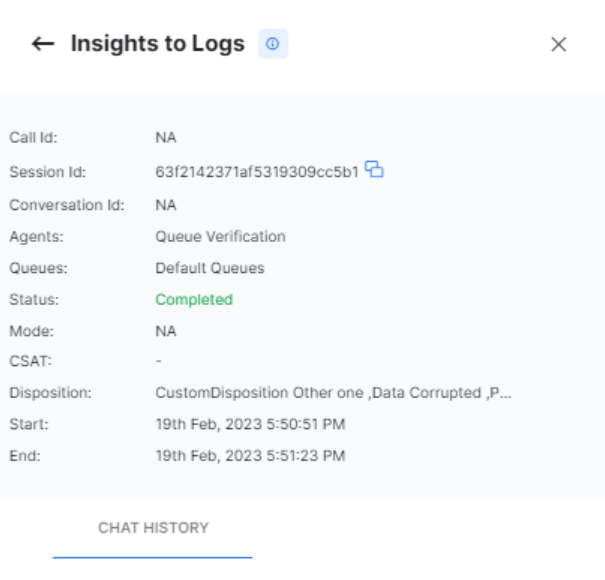 Insights to Logs
Call Id: NA
Session Id: 63f2142371af5319309cc5b1
Conversation Id: NA
Agents: Queue Verification
Queues: Default Queues
Status: Completed
Mode: NA
CSAT: -
Disposition: CustomDisposition Other one ,Data Corrupted ,P...
Start: 19th Feb, 2023 5:50:51 PM
End: 19th Feb, 2023 5:51:23 PM
CHAT HISTORY